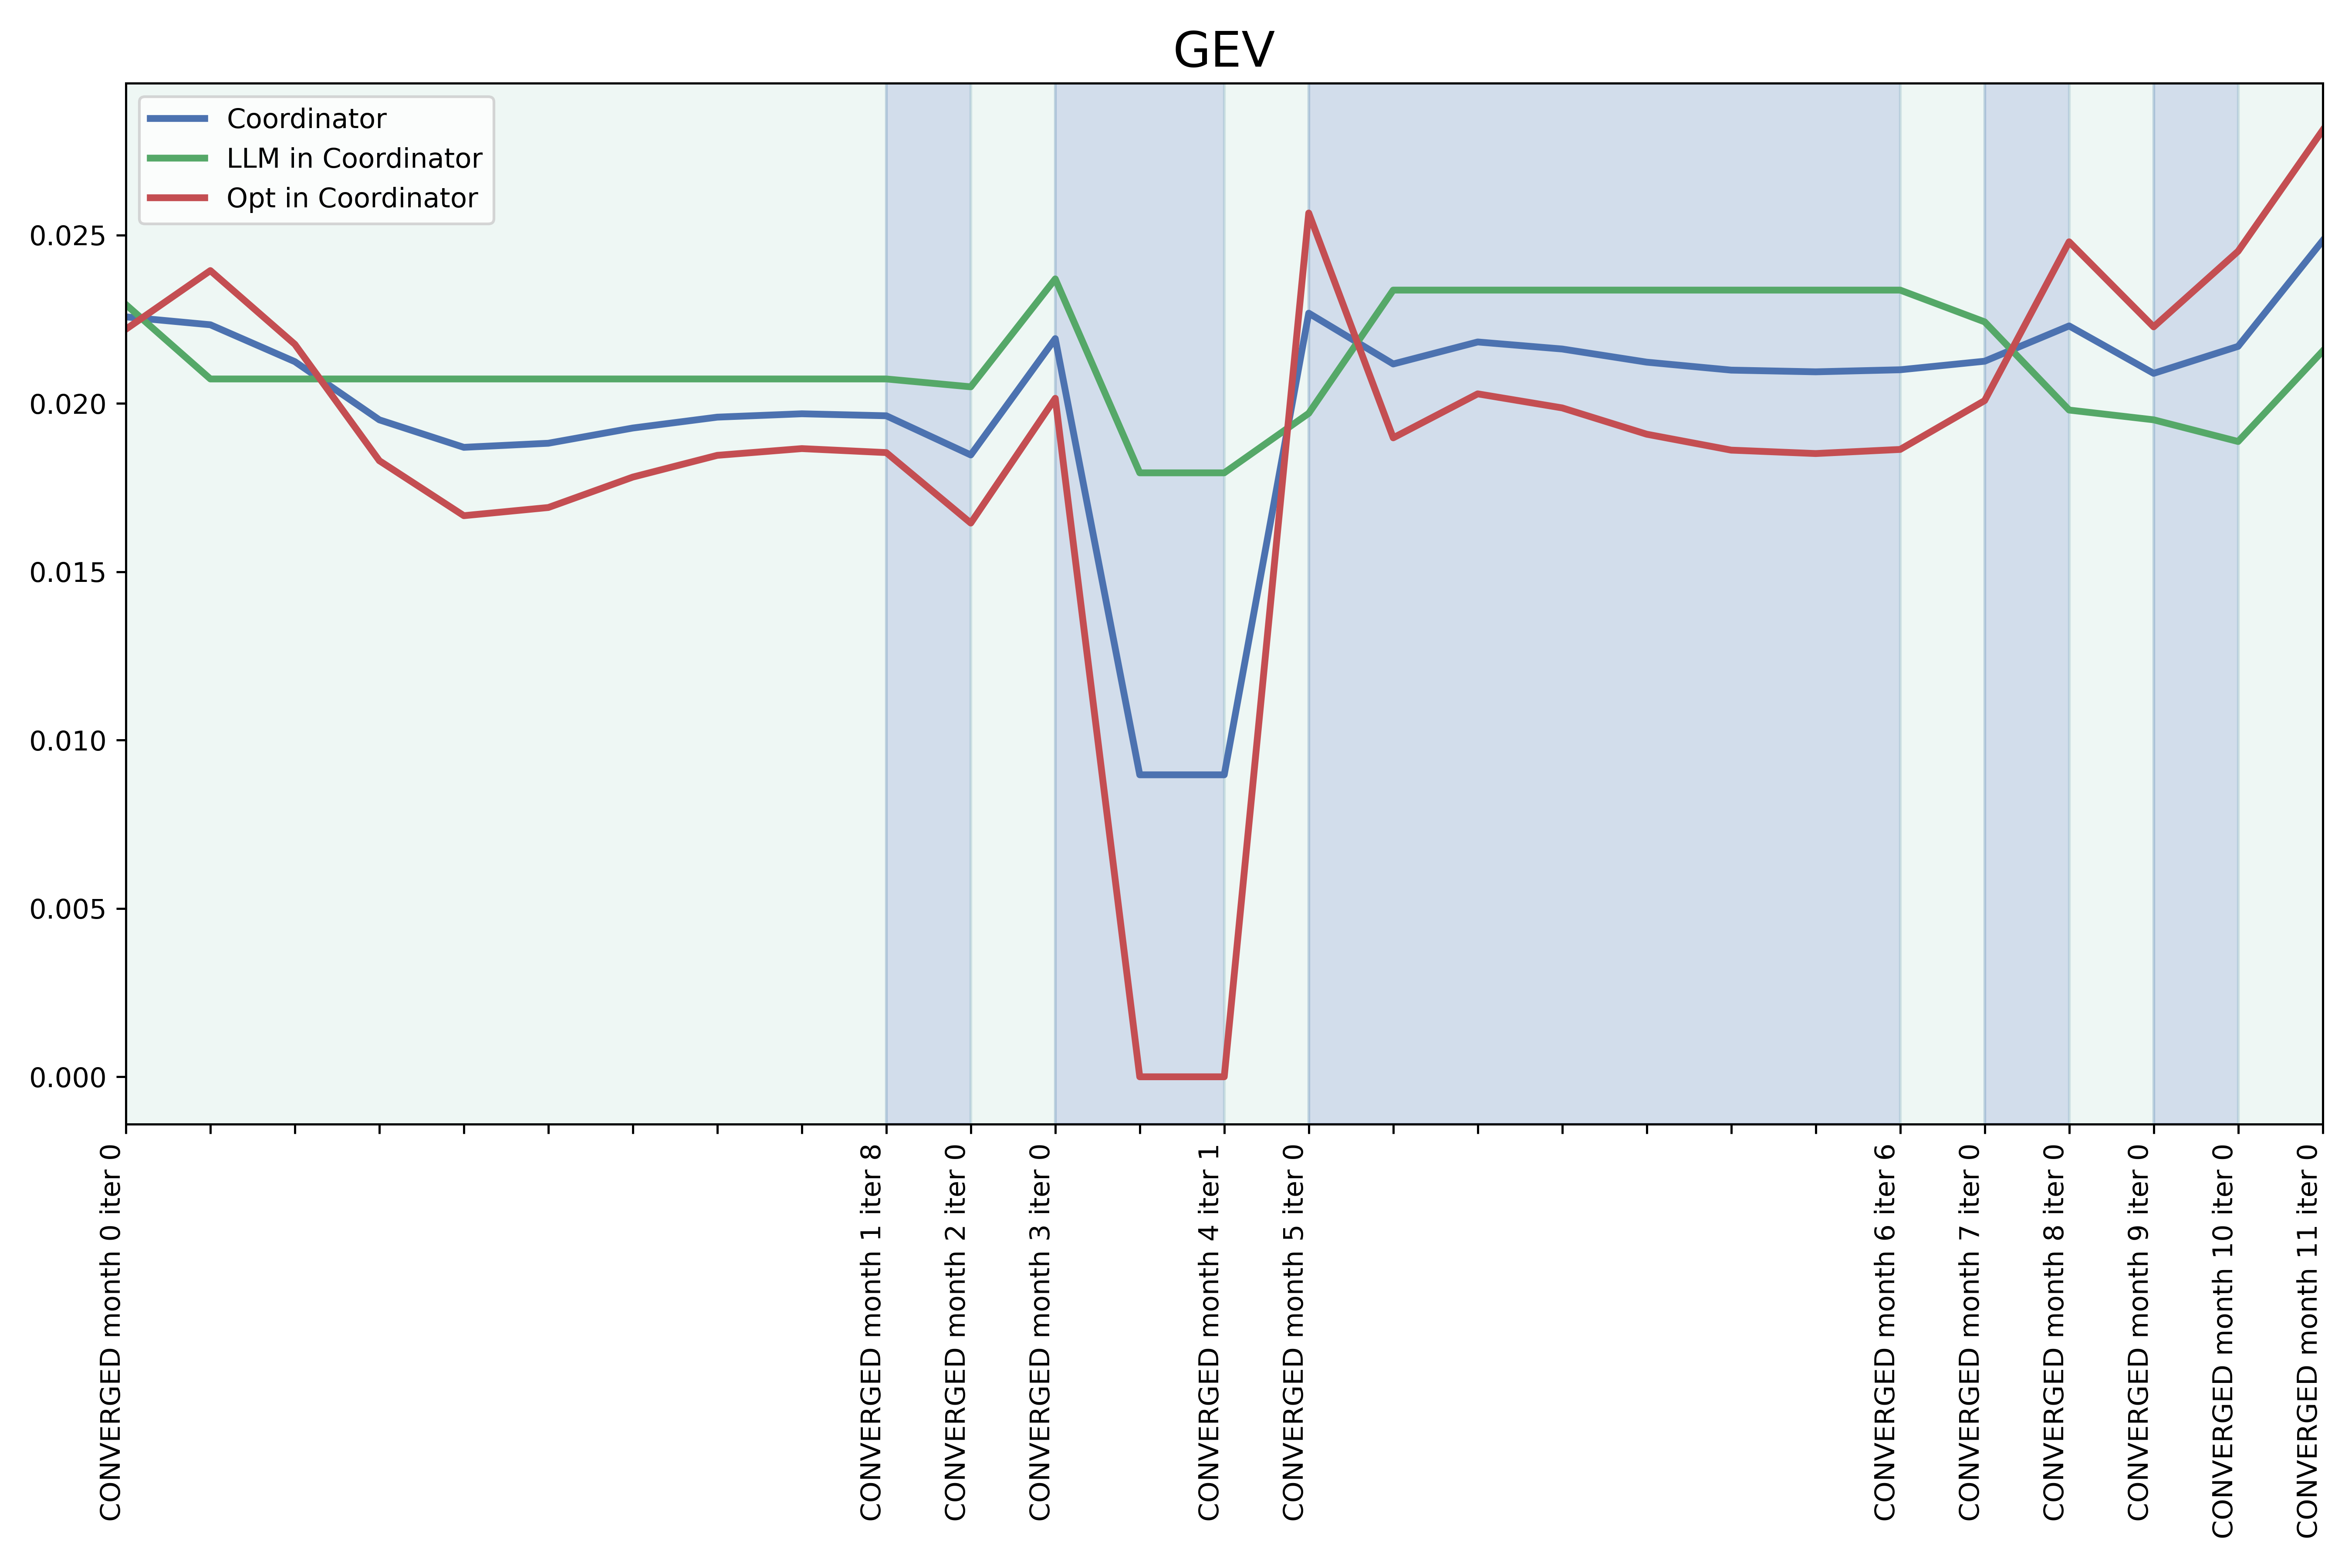 GEV
Coordinator
LLM in Coordinator
Opt in Coordinator
0.025
0.020
0.015
0.010
0.005
0.000
CONVERGED month 0 iter 0
CONVERGED month 1 iter 8
CONVERGED month 2 iter 0
CONVERGED month 3 iter 0
CONVERGED month 4 iter 1
CONVERGED month 5 iter 0
CONVERGED month 6 iter 6
CONVERGED month 7 iter 0
CONVERGED month 8 iter 0
CONVERGED month 9 iter 0
CONVERGED month 10 iter 0
CONVERGED month 11 iter 0